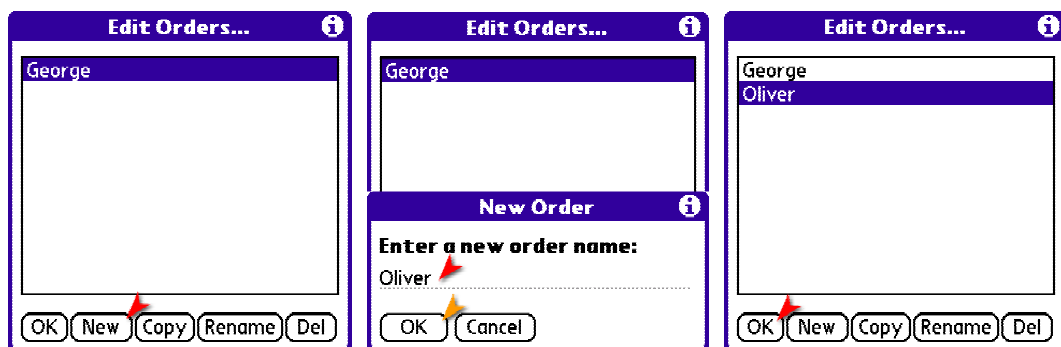 Edit Orders...
George
OK New Copy Rename Del
Edit Orders...
George
New Order
Enter a new order name:
Oliver
OK Cancel
Edit Orders...
George
Oliver
OK New Copy Rename Del